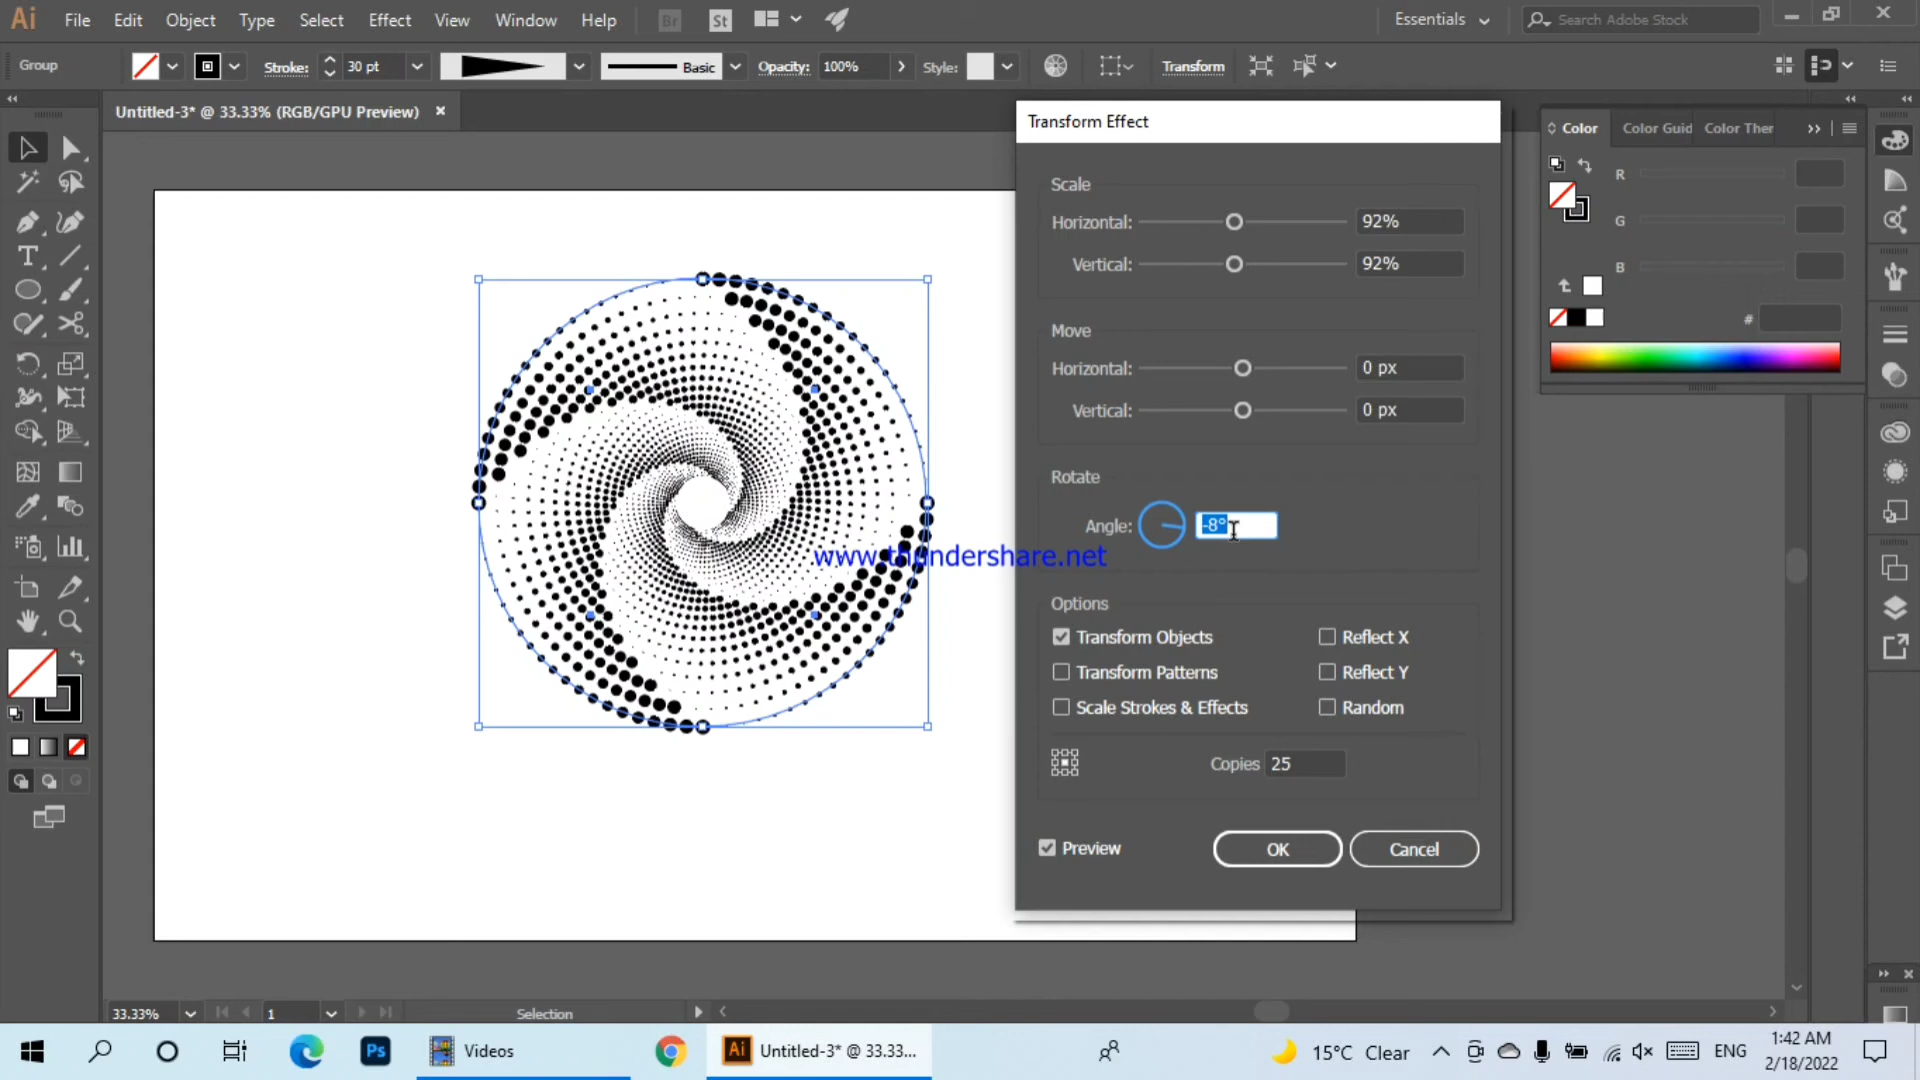 Ai File Edit Object Type Select Effect View Window Help Br St Essentials Search Adobe Stock
Group Stroke: 30 pt Basic Opacity: 100% Style: Transform
Untitled-3* @ 33.33% (RGB/GPU Preview)
Transform Effect
Scale
Horizontal: 92%
Vertical: 92%
Move
Horizontal: 0 px
Vertical: 0 px
Rotate
Angle: -8°
www.thundershare.net
Options
Transform Objects Reflect X
Transform Patterns Reflect Y
Scale Strokes & Effects Random
Copies 25
Preview OK Cancel
Color Color Guid Color Ther
R
G
B
#
33.33% 1 Selection
Ps Videos Ai Untitled-3* @ 33.33... 15°C Clear ENG 1:42 AM
2/18/2022